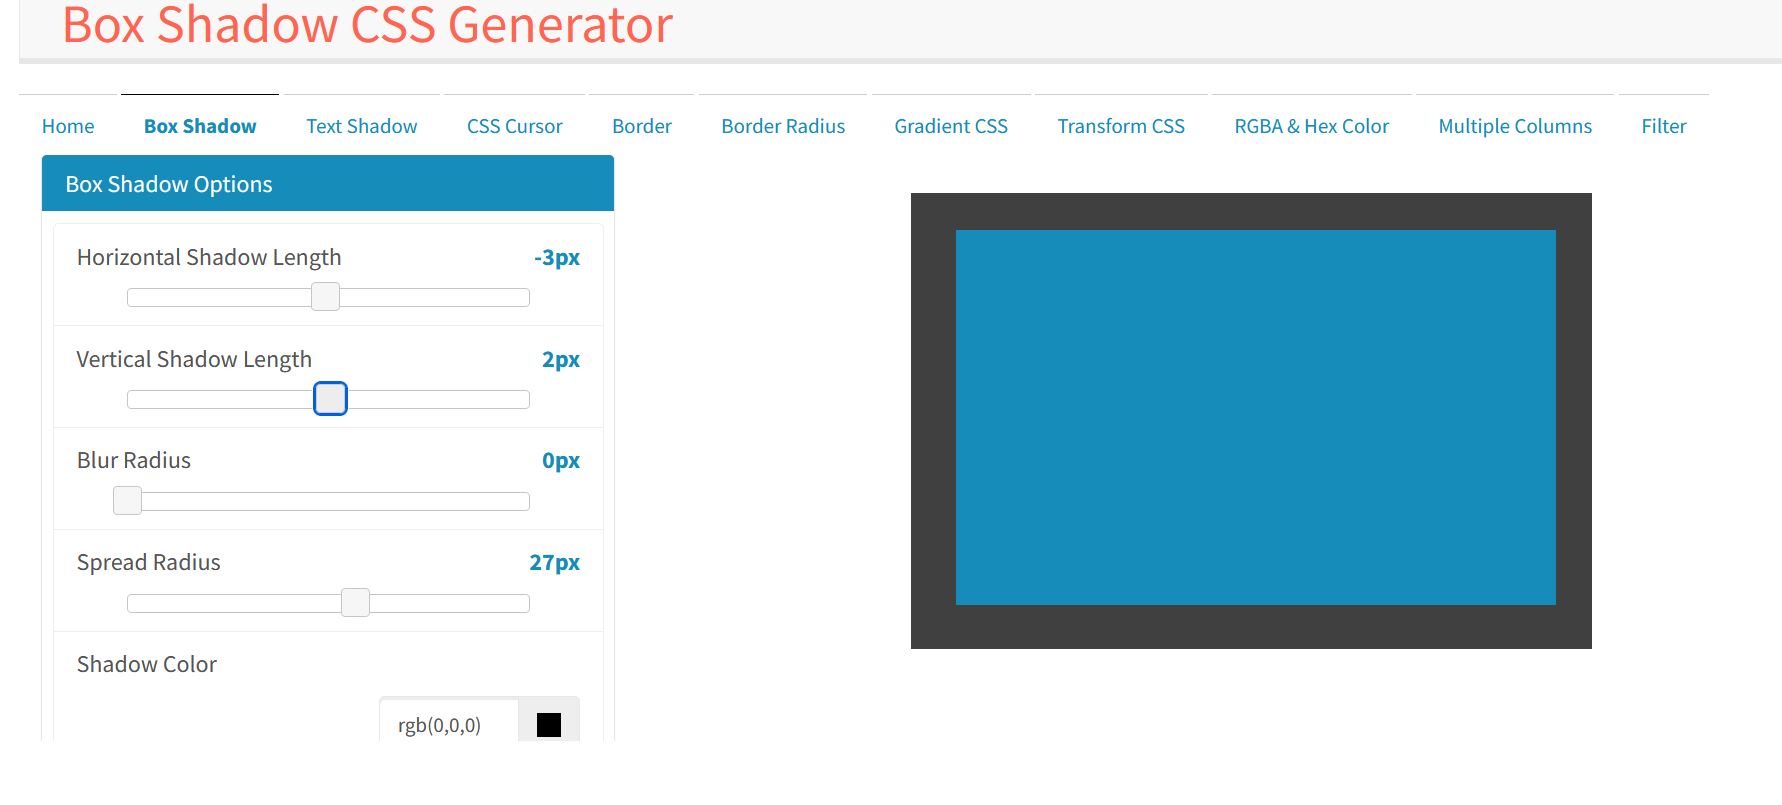 Box Shadow CSS Generator
Home Box Shadow Text Shadow CSS Cursor Border Border Radius Gradient CSS Transform CSS RGBA & Hex Color Multiple Columns Filter
Box Shadow Options
Horizontal Shadow Length -3px
Vertical Shadow Length 2px
Blur Radius 0px
Spread Radius 27px
Shadow Color
rgb(0,0,0)